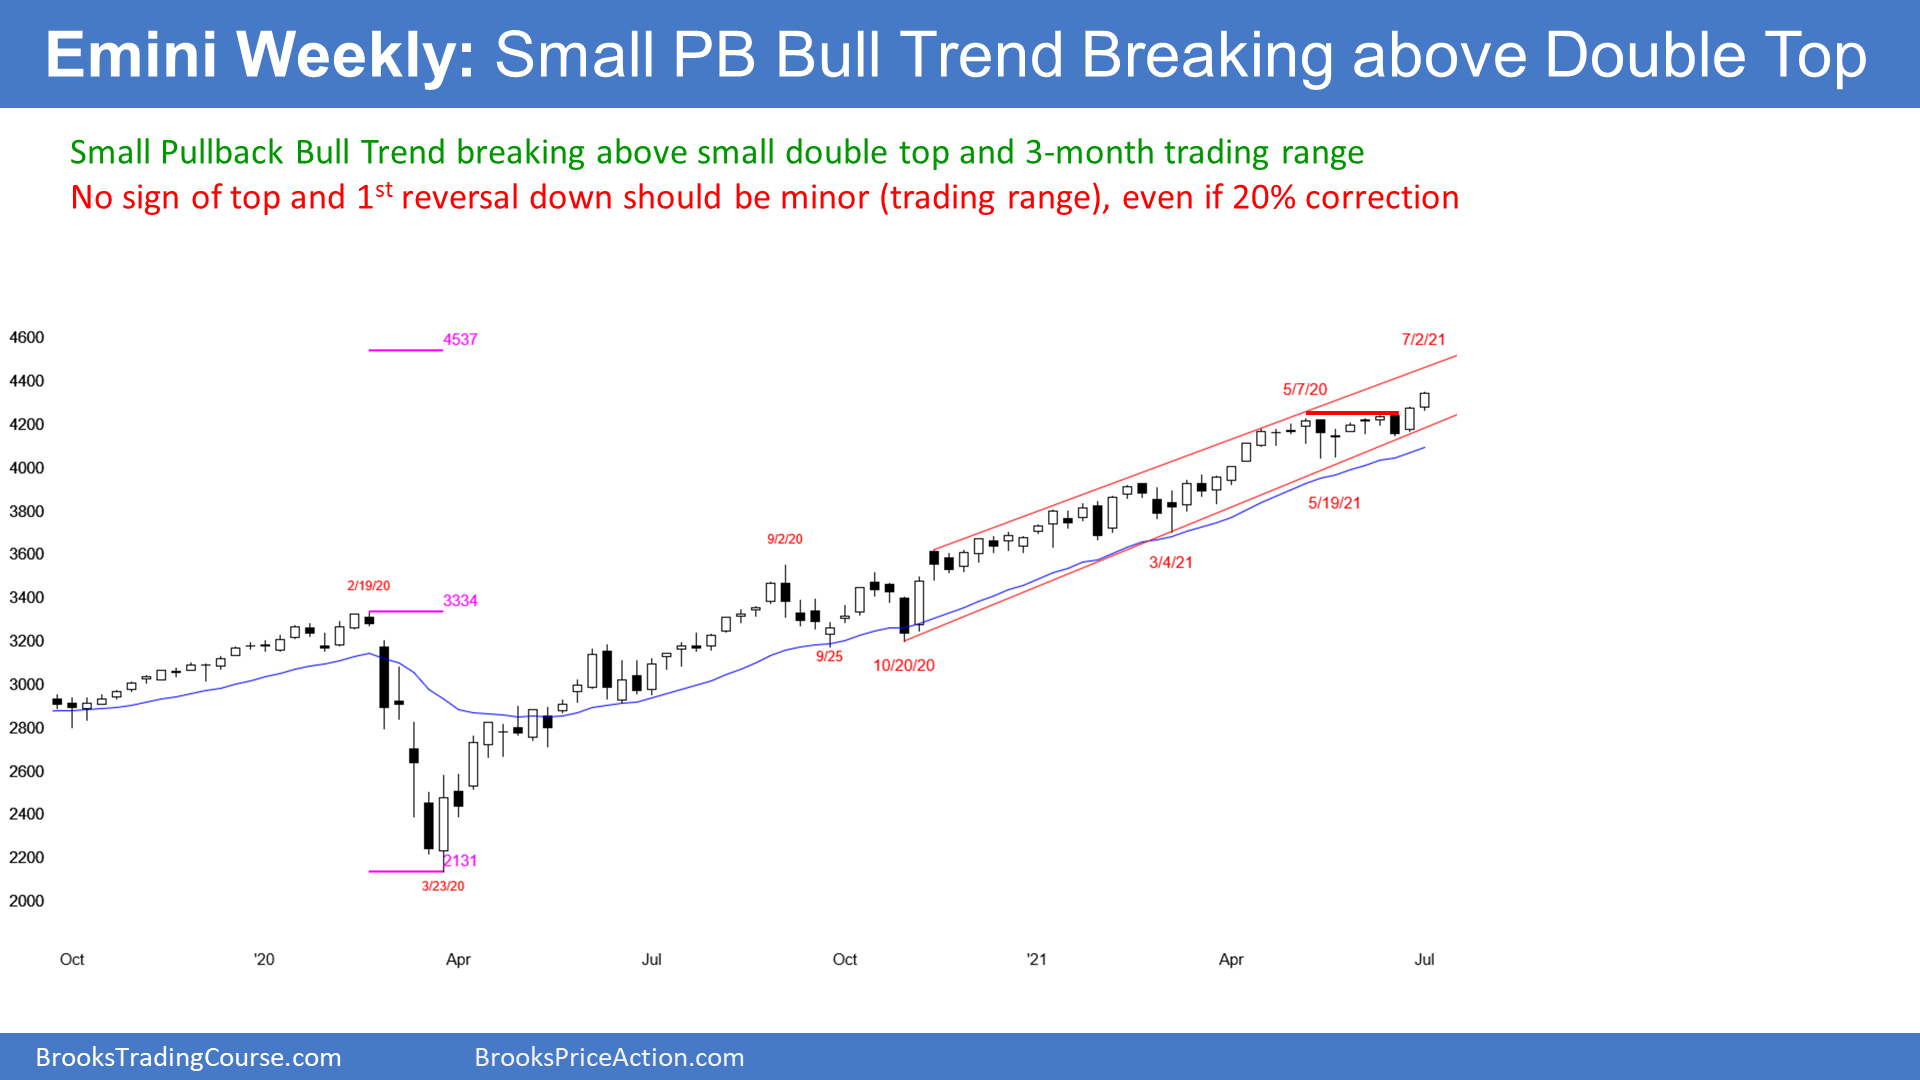 Emini Weekly: Small PB Bull Trend Breaking above Double Top
Small Pullback Bull Trend breaking above small double top and 3-month trading range
No sign of top and 1st reversal down should be minor (trading range), even if 20% correction
4600
4537
7/2/21
4400
5/7/20
4200
4000
5/19/21
3800
3600
9/2/20
3/4/21
3400
2/19/20
3334
3200
9/25
10/20/20
3000
2800
2600
2400
2200
2131
3/23/20
2000
Oct
'20
Apr
Jul
Oct
'21
Apr
Jul
BrooksTradingCourse.com
BrooksPriceAction.com